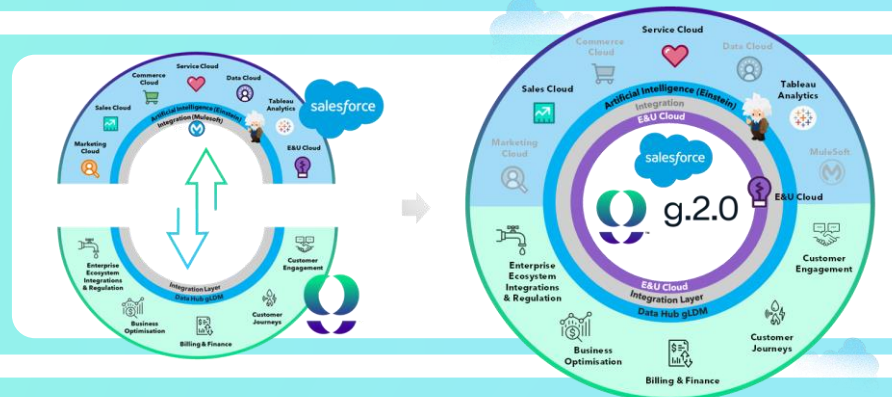 Service Cloud
Commerce
Cloud
Data Cloud
Sales Cloud
Tableau
Analytics
Marketing
Cloud
E&U Cloud
Artificial Intelligence (Einstein)
Integration (Mulesoft)
salesforce
Enterprise
Ecosystem
Integrations
& Regulation
Customer
Engagement
Integration Layer
Data Hub gLDM
Business
Optimisation
Customer
Journeys
Billing & Finance
Service Cloud
Commerce
Cloud
Data Cloud
Sales Cloud
Tableau
Analytics
Marketing
Cloud
MuleSoft
Artificial Intelligence (Einstein)
Integration
E&U Cloud
salesforce
E&U Cloud
g.2.0
Enterprise
Ecosystem
Integrations
& Regulation
Customer
Engagement
E&U Cloud
Integration Layer
Data Hub gLDM
Business
Optimisation
Customer
Journeys
Billing & Finance